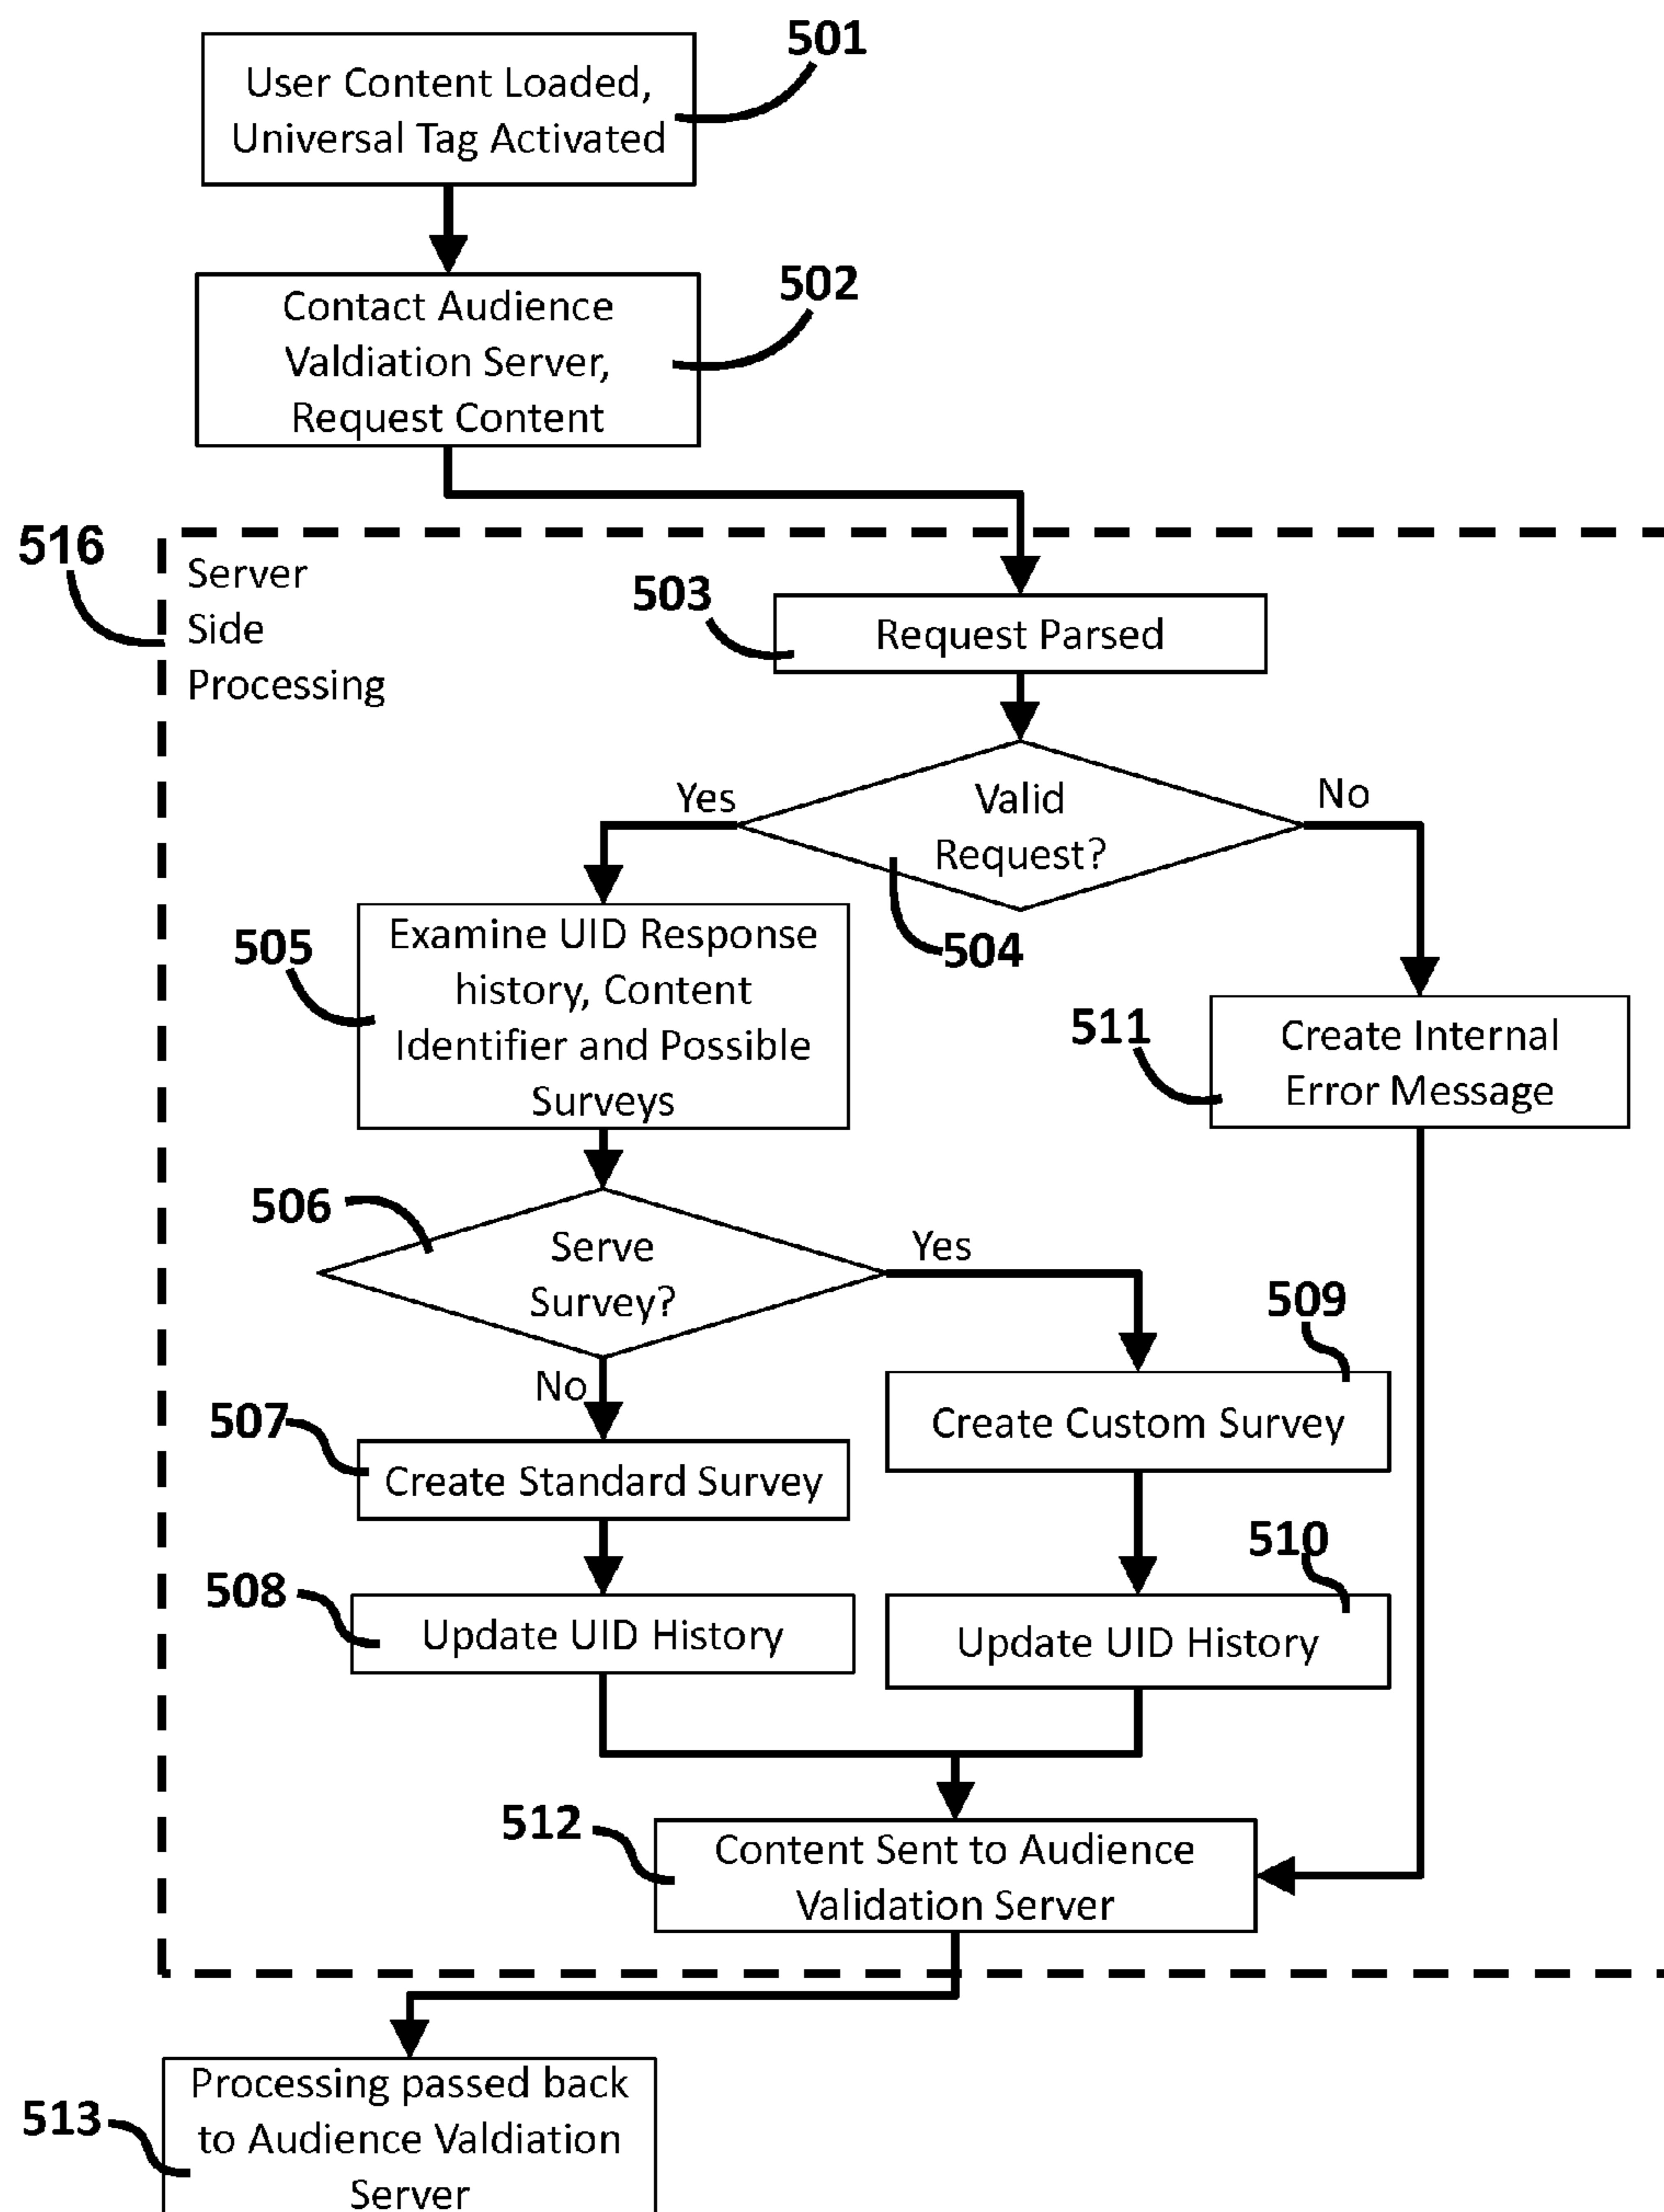 501
User Content Loaded,
Universal Tag Activated
502
Contact Audience
Valdiation Server,
Request Content
516
Server
Side
Processing
503
Request Parsed
Yes
Valid
Request?
No
504
505
Examine UID Response
history, Content
Identifier and Possible
Surveys
511
Create Internal
Error Message
506
Serve
Survey?
Yes
No
509
507
Create Standard Survey
Create Custom Survey
510
508
Update UID History
Update UID History
512
Content Sent to Audience
Validation Server
513
Processing passed back
to Audience Valdiation
Server